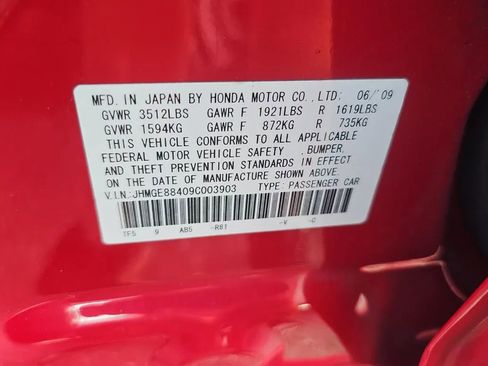 MFD. IN JAPAN BY HONDA MOTOR CO., LTD: 06/'09
GVWR 3512LBS GAWR F 1921LBS R 1619LBS
GVWR 1594KG GAWR F 872KG R 735KG
THIS VEHICLE CONFORMS TO ALL APPLICABLE
FEDERAL MOTOR VEHICLE SAFETY , BUMPER,
AND THEFT PREVENTION STANDARDS IN EFFECT
ON THE DATE OF MANUFACTURE SHOWN ABOVE.
V.I.N.:JHMGE88409C003903 TYPE: PASSENGER CAR
TF5 9 AB5 -R81 -V -C